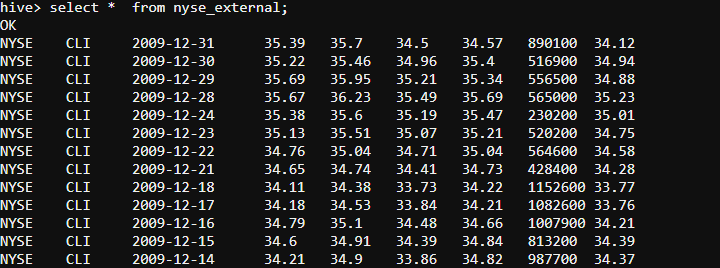 hive> select *  from nyse_external;
OK
NYSE    CLI     2009-12-31      35.39   35.7    34.5    34.57   890100  34.12
NYSE    CLI     2009-12-30      35.22   35.46   34.96   35.4    516900  34.94
NYSE    CLI     2009-12-29      35.69   35.95   35.21   35.34   556500  34.88
NYSE    CLI     2009-12-28      35.67   36.23   35.49   35.69   565000  35.23
NYSE    CLI     2009-12-24      35.38   35.6    35.19   35.47   230200  35.01
NYSE    CLI     2009-12-23      35.13   35.51   35.07   35.21   520200  34.75
NYSE    CLI     2009-12-22      34.76   35.04   34.71   35.04   564600  34.58
NYSE    CLI     2009-12-21      34.65   34.74   34.41   34.73   428400  34.28
NYSE    CLI     2009-12-18      34.11   34.38   33.73   34.22   1152600 33.77
NYSE    CLI     2009-12-17      34.18   34.53   33.84   34.21   1082600 33.76
NYSE    CLI     2009-12-16      34.79   35.1    34.48   34.66   1007900 34.21
NYSE    CLI     2009-12-15      34.6    34.91   34.39   34.84   813200  34.39
NYSE    CLI     2009-12-14      34.21   34.9    33.86   34.82   987700  34.37